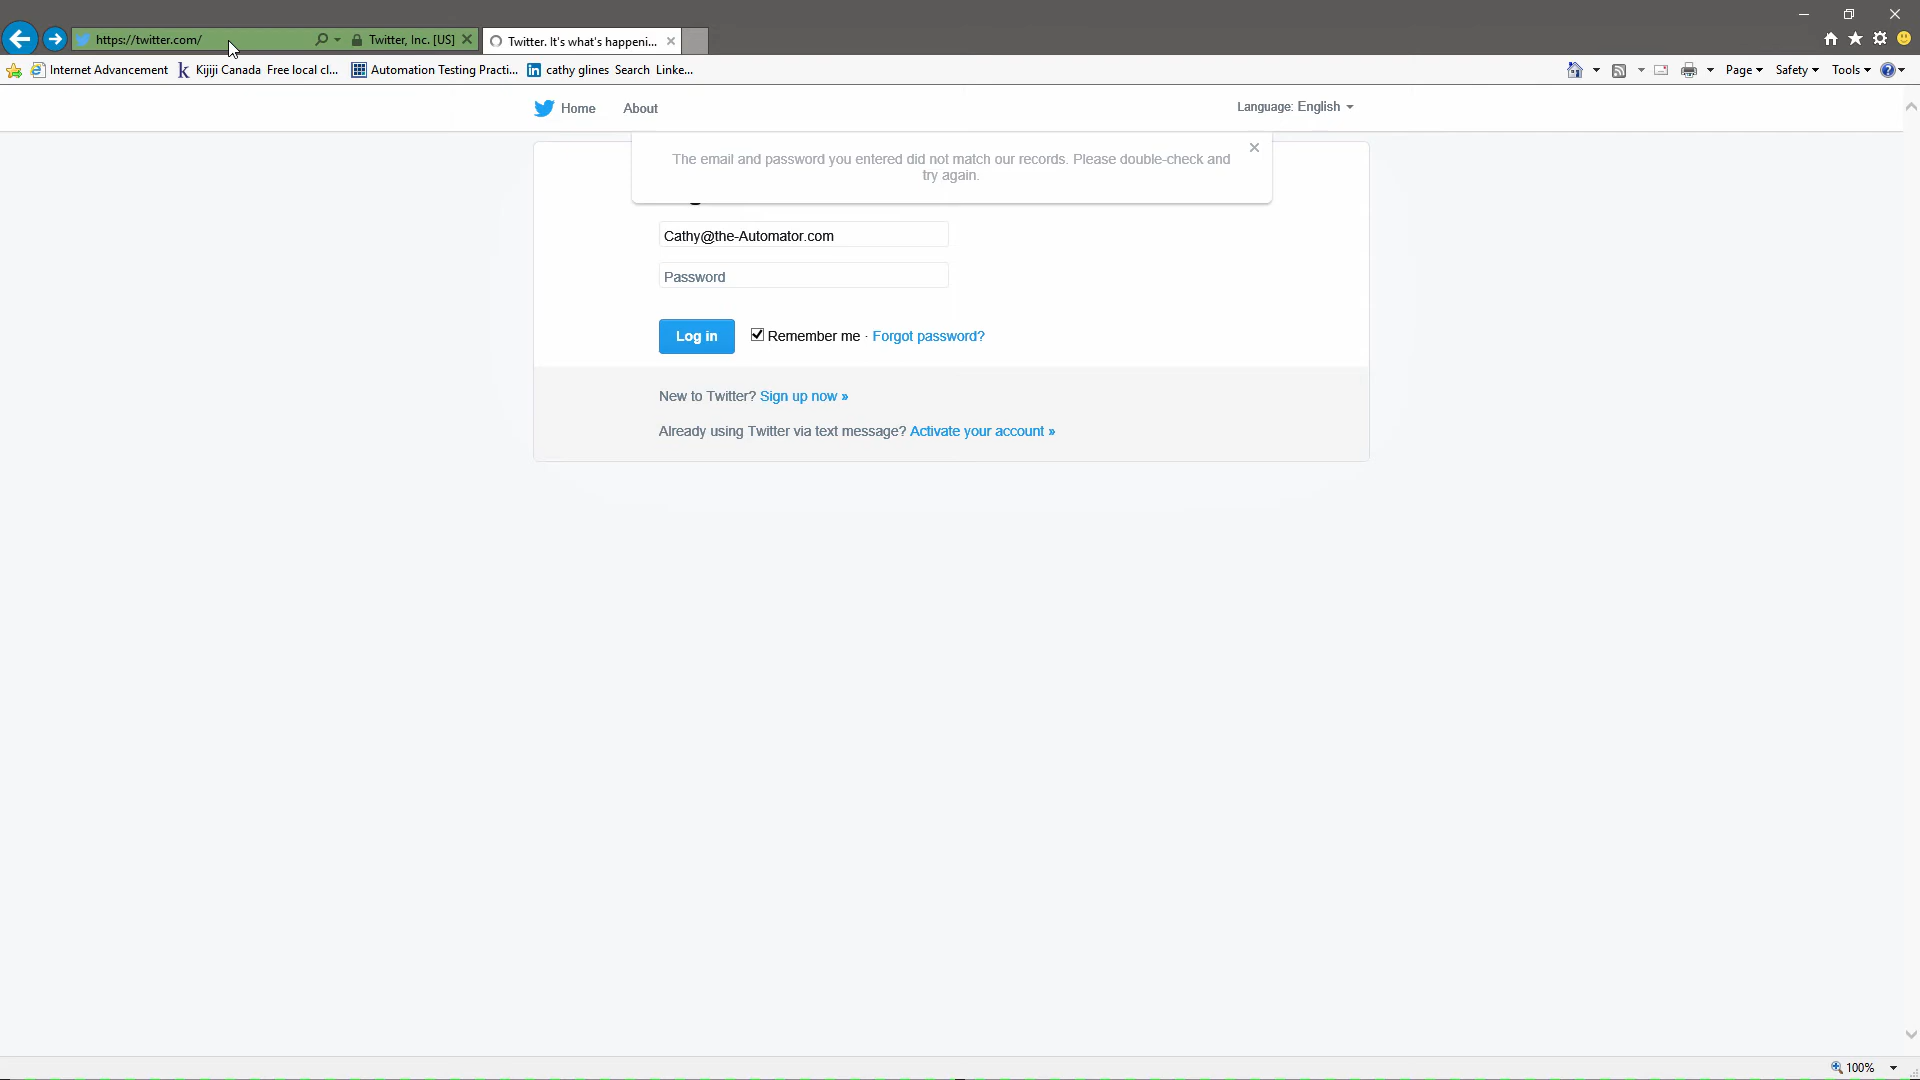 https://twitter.com/
Twitter, Inc. [US]
Twitter. It's what's happeni...
Internet Advancement
Kijiji Canada Free local cl...
Automation Testing Practi...
cathy glines Search Linke...
Page
Safety
Tools
Home
About
Language: English
The email and password you entered did not match our records. Please double-check and
try again.
Cathy@the-Automator.com
Password
Log in
Remember me · Forgot password?
New to Twitter? Sign up now »
Already using Twitter via text message? Activate your account »
100%